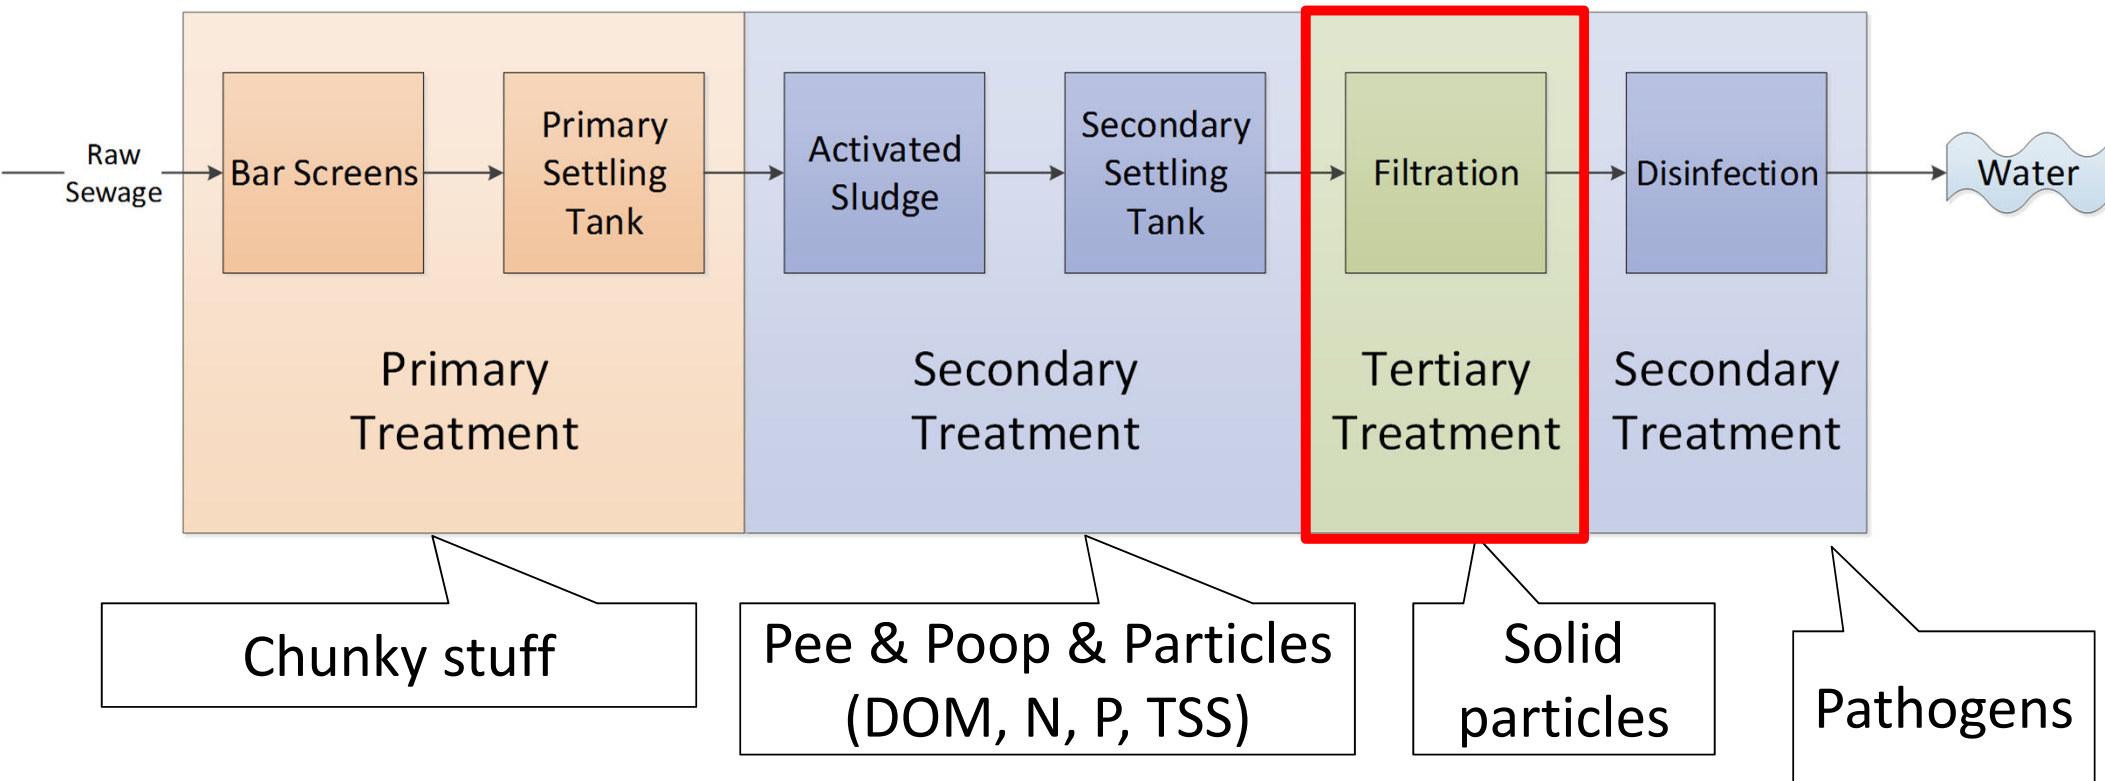 Raw
Sewage
Bar Screens
Primary
Settling
Tank
Activated
Sludge
Secondary
Settling
Tank
Filtration
Disinfection
Water
Primary
Treatment
Secondary
Treatment
Tertiary
Treatment
Secondary
Treatment
Chunky stuff
Pee & Poop & Particles
(DOM, N, P, TSS)
Solid
particles
Pathogens